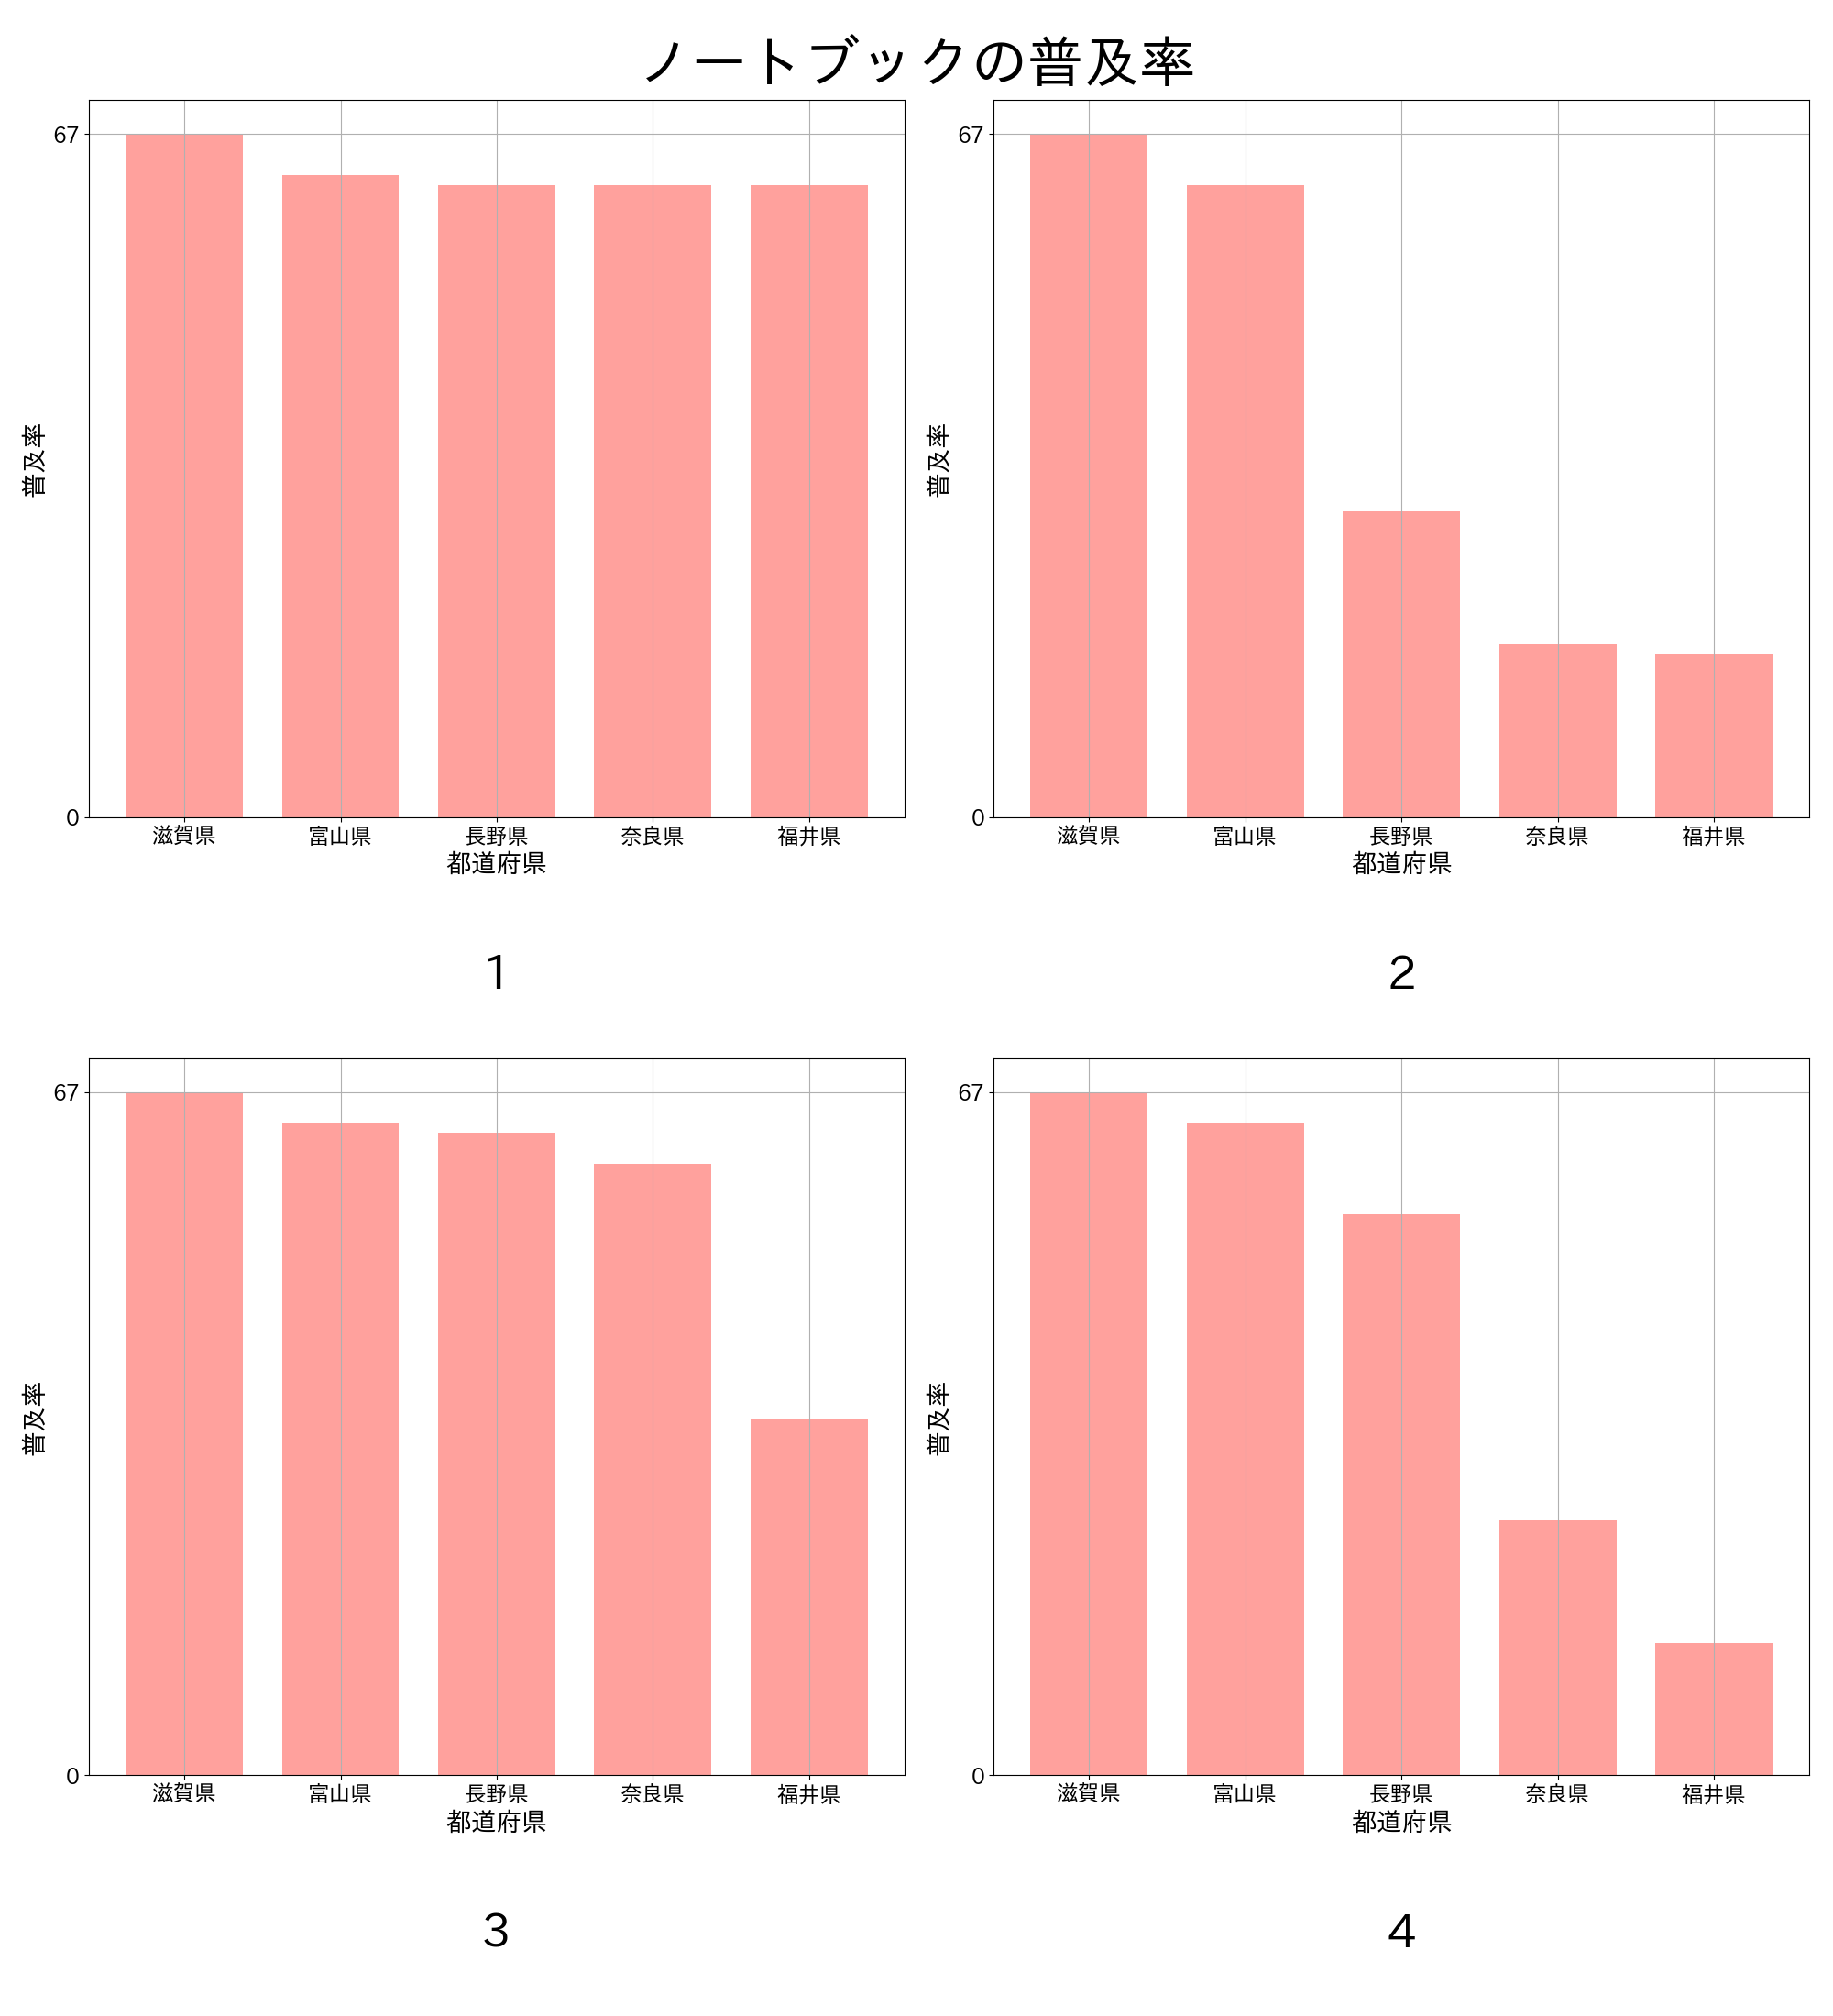 ノートブックの普及率
67
0
普及率
滋賀県 富山県 長野県 奈良県 福井県
都道府県
1
67
0
普及率
滋賀県 富山県 長野県 奈良県 福井県
都道府県
2
67
0
普及率
滋賀県 富山県 長野県 奈良県 福井県
都道府県
3
67
0
普及率
滋賀県 富山県 長野県 奈良県 福井県
都道府県
4